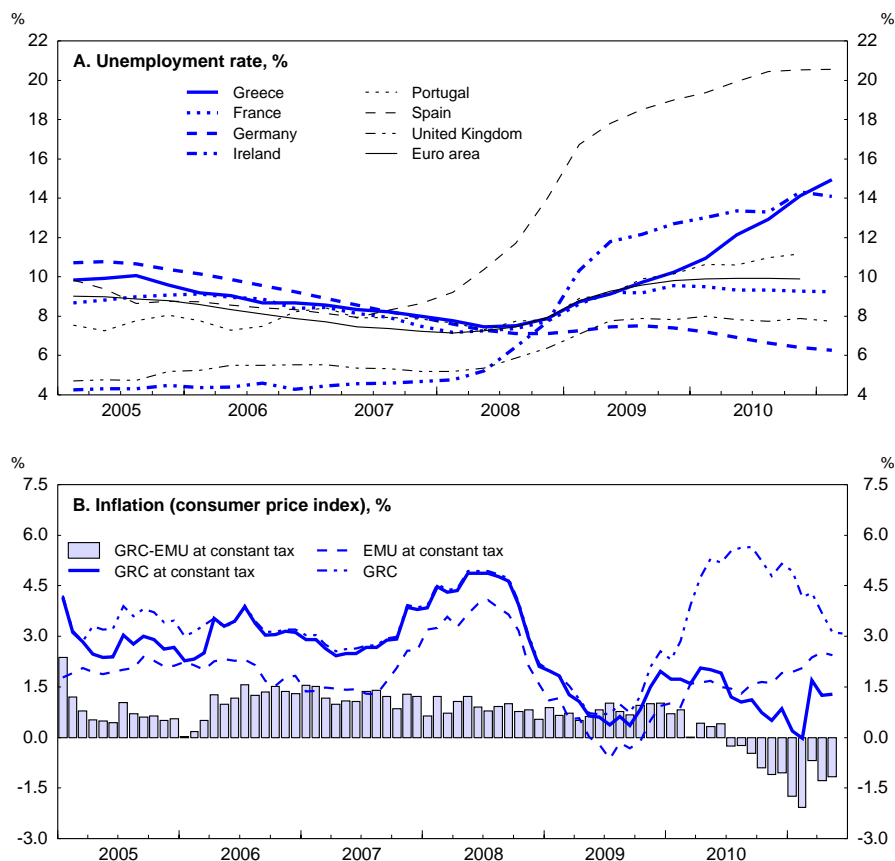 % %
A. Unemployment rate, %
Greece Portugal
France Spain
Germany United Kingdom
Ireland Euro area
22 22
20 20
18 18
16 16
14 14
12 12
10 10
8 8
6 6
4 4
2005 2006 2007 2008 2009 2010
% %
B. Inflation (consumer price index), %
GRC-EMU at constant tax EMU at constant tax
GRC at constant tax GRC
7.5 7.5
6.0 6.0
4.5 4.5
3.0 3.0
1.5 1.5
0.0 0.0
-1.5 -1.5
-3.0 -3.0
2005 2006 2007 2008 2009 2010